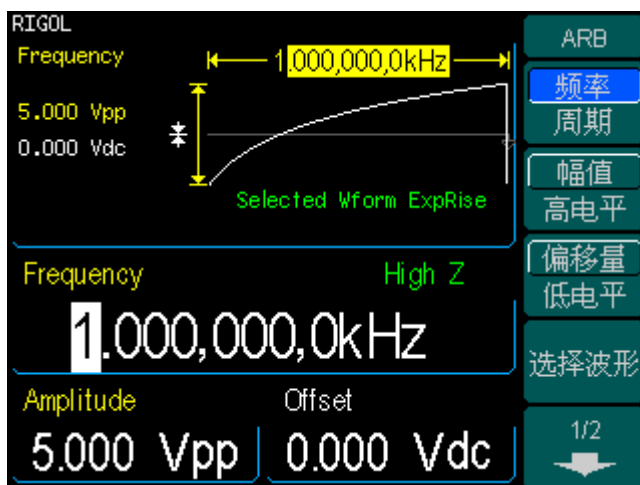 RIGOL
Frequency
1.000,000,0kHz
5.000 Vpp
0.000 Vdc
Selected Wform ExpRise
Frequency
High Z
1.000,000,0kHz
Amplitude
Offset
5.000 Vpp
0.000 Vdc
ARB
频率
周期
幅值
高电平
偏移量
低电平
选择波形
1/2